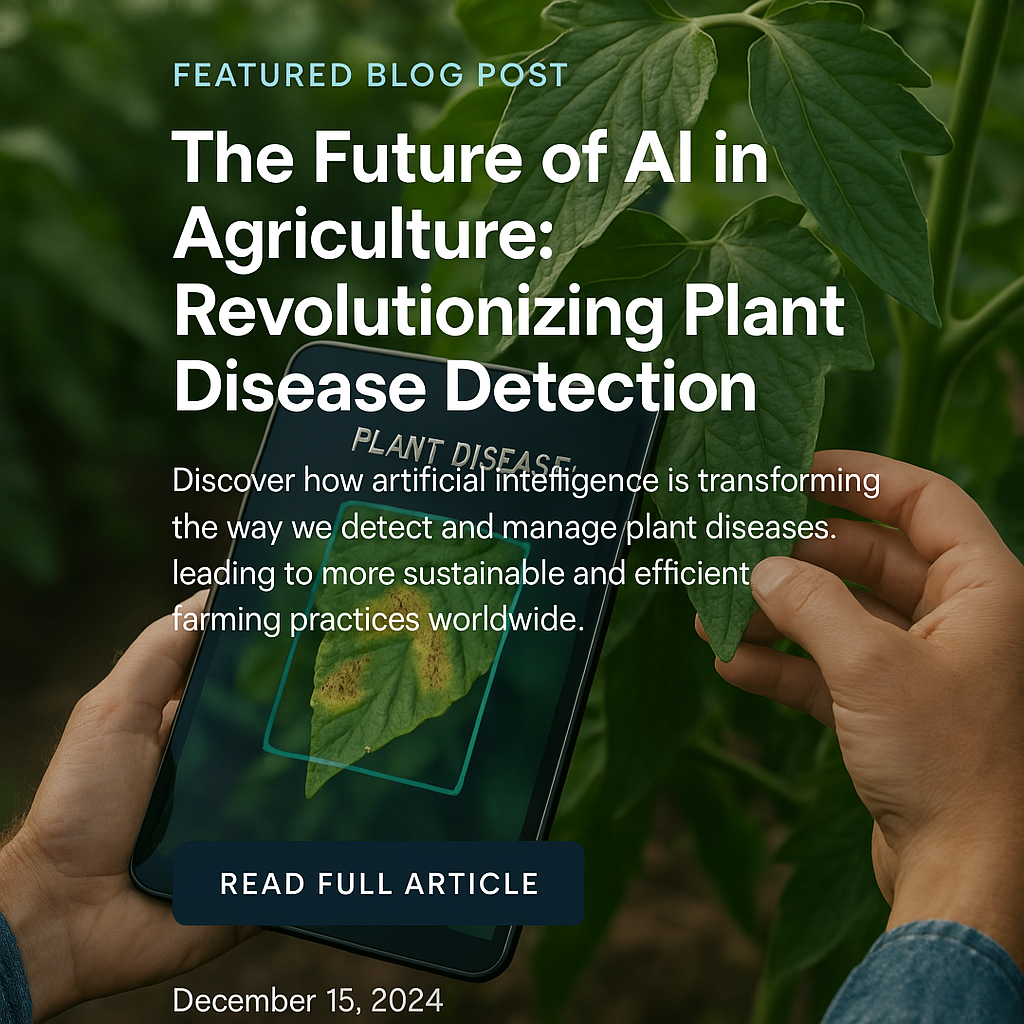 FEATURED BLOG POST
The Future of AI in
Agriculture:
Revolutionizing Plant
Disease Detection
PLANT DISEASE
Discover how artificial intelligence is transforming
the way we detect and manage plant diseases.
leading to more sustainable and efficient
farming practices worldwide.
READ FULL ARTICLE
December 15, 2024